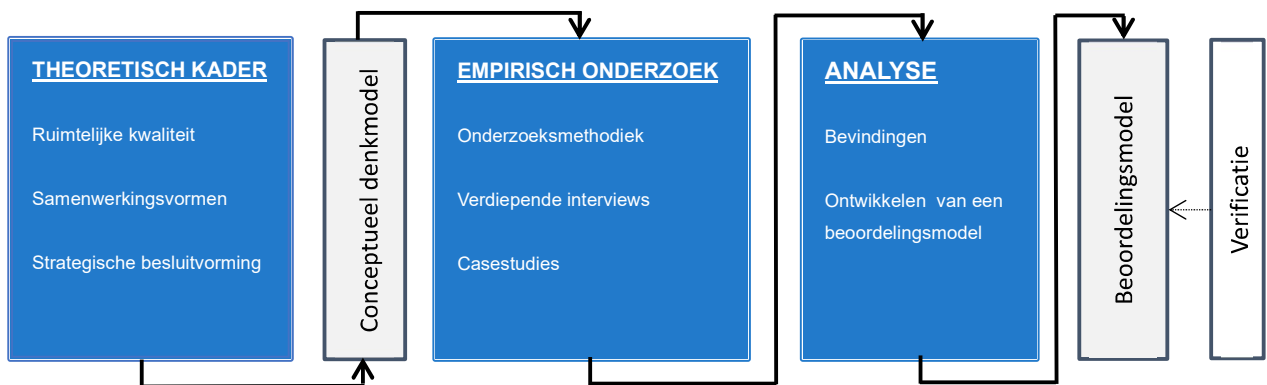 THEORETISCH KADER
Ruimtelijke kwaliteit
Samenwerkingsvormen
Strategische besluitvorming
Conceptueel denkmodel
EMPIRISCH ONDERZOEK
Onderzoeksmethodiek
Verdiepende interviews
Casestudies
ANALYSE
Bevindingen
Ontwikkelen van een
beoordelingsmodel
Beoordelingsmodel
Verificatie